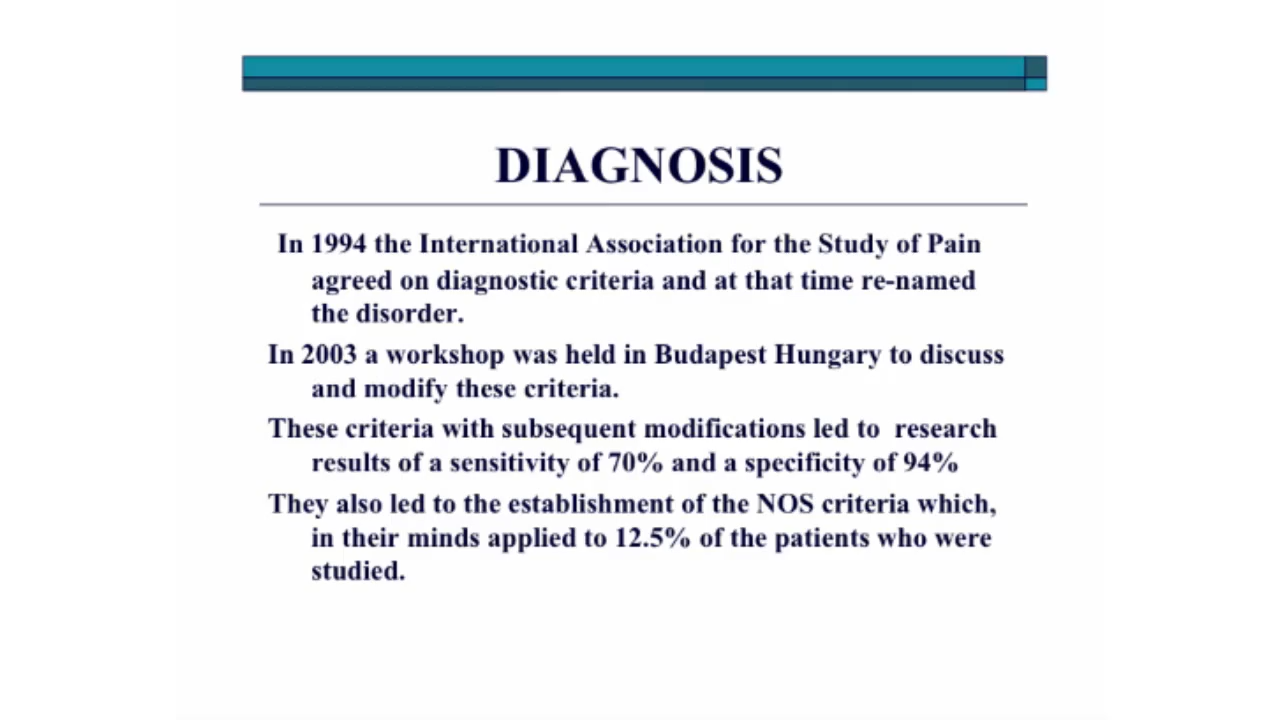 DIAGNOSIS
In 1994 the International Association for the Study of Pain
agreed on diagnostic criteria and at that time re-named
the disorder.
In 2003 a workshop was held in Budapest Hungary to discuss
and modify these criteria.
These criteria with subsequent modifications led to  research
results of a sensitivity of 70% and a specificity of 94%
They also led to the establishment of the NOS criteria which,
in their minds applied to 12.5% of the patients who were
studied.